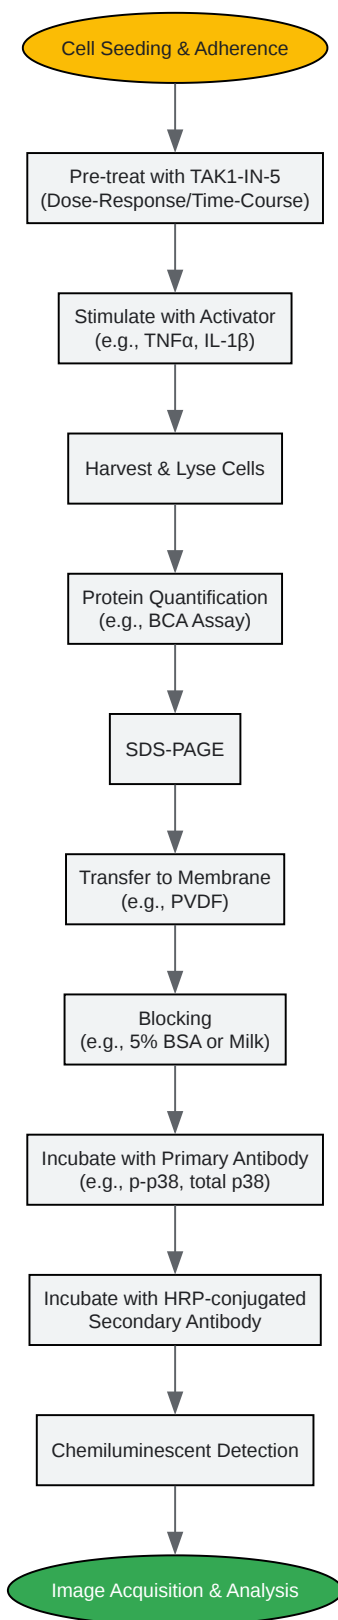 Cell Seeding & Adherence
Pre-treat with TAK1-IN-5
(Dose-Response/Time-Course)
Stimulate with Activator
(e.g., TNFα, IL-1β)
Harvest & Lyse Cells
Protein Quantification
(e.g., BCA Assay)
SDS-PAGE
Transfer to Membrane
(e.g., PVDF)
Blocking
(e.g., 5% BSA or Milk)
Incubate with Primary Antibody
(e.g., p-p38, total p38)
Incubate with HRP-conjugated
Secondary Antibody
Chemiluminescent Detection
Image Acquisition & Analysis